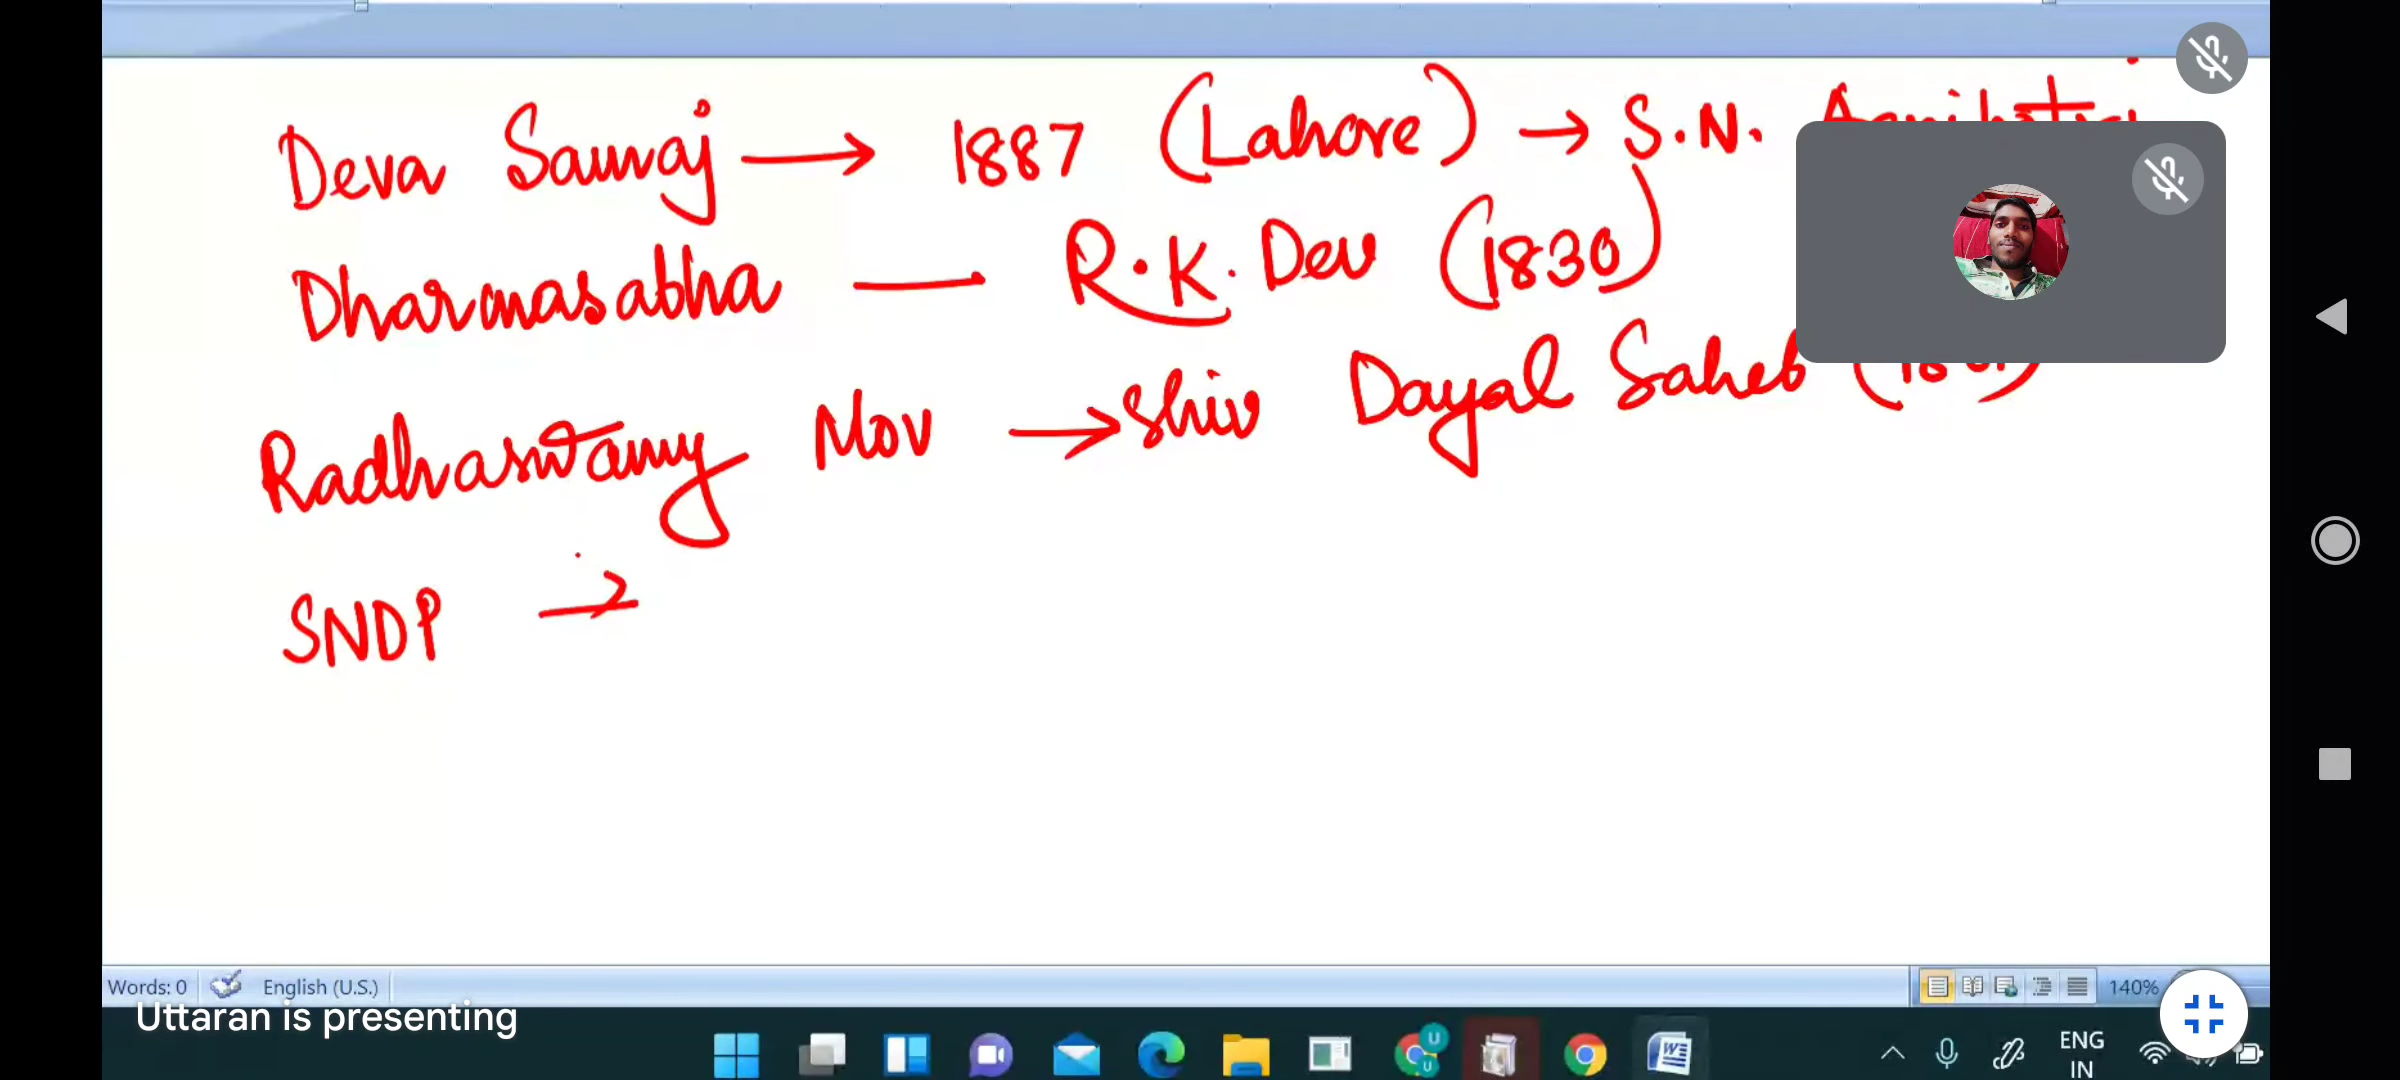 Deva Samaj → 1887 (Lahore) → S.N. Agnihotri
Dharmasabha — R.K. Dev (1830)
Radhaswamy Mov → Shiv Dayal Saheb
SNDP →
Words: 0 English (U.S.) 140%
Uttaran is presenting
ENG
IN